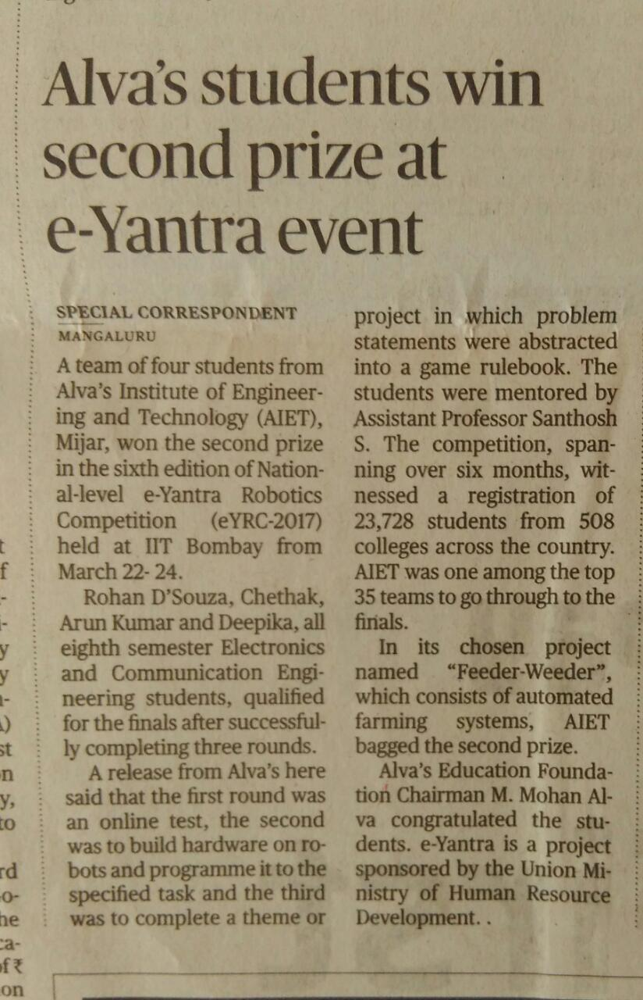 Alva's students win
second prize at
e-Yantra event
SPECIAL CORRESPONDENT
MANGALURU
A team of four students from
Alva's Institute of Engineer-
ing and Technology (AIET),
Mijar, won the second prize
in the sixth edition of Nation-
al-level e-Yantra Robotics
Competition (eYRC-2017)
held at IIT Bombay from
March 22- 24.
Rohan D'Souza, Chethak,
Arun Kumar and Deepika, all
eighth semester Electronics
and Communication Engi-
neering students, qualified
for the finals after successful-
ly completing three rounds.
A release from Alva's here
said that the first round was
an online test, the second
was to build hardware on ro-
bots and programme it to the
specified task and the third
was to complete a theme or
project in which problem
statements were abstracted
into a game rulebook. The
students were mentored by
Assistant Professor Santhosh
S. The competition, span-
ning over six months, wit-
nessed a registration of
23,728 students from 508
colleges across the country.
AIET was one among the top
35 teams to go through to the
finals.
In its chosen project
named "Feeder-Weeder",
which consists of automated
farming systems, AIET
bagged the second prize.
Alva's Education Founda-
tion Chairman M. Mohan Al-
va congratulated the stu-
dents. e-Yantra is a project
sponsored by the Union Mi-
nistry of Human Resource
Development. .